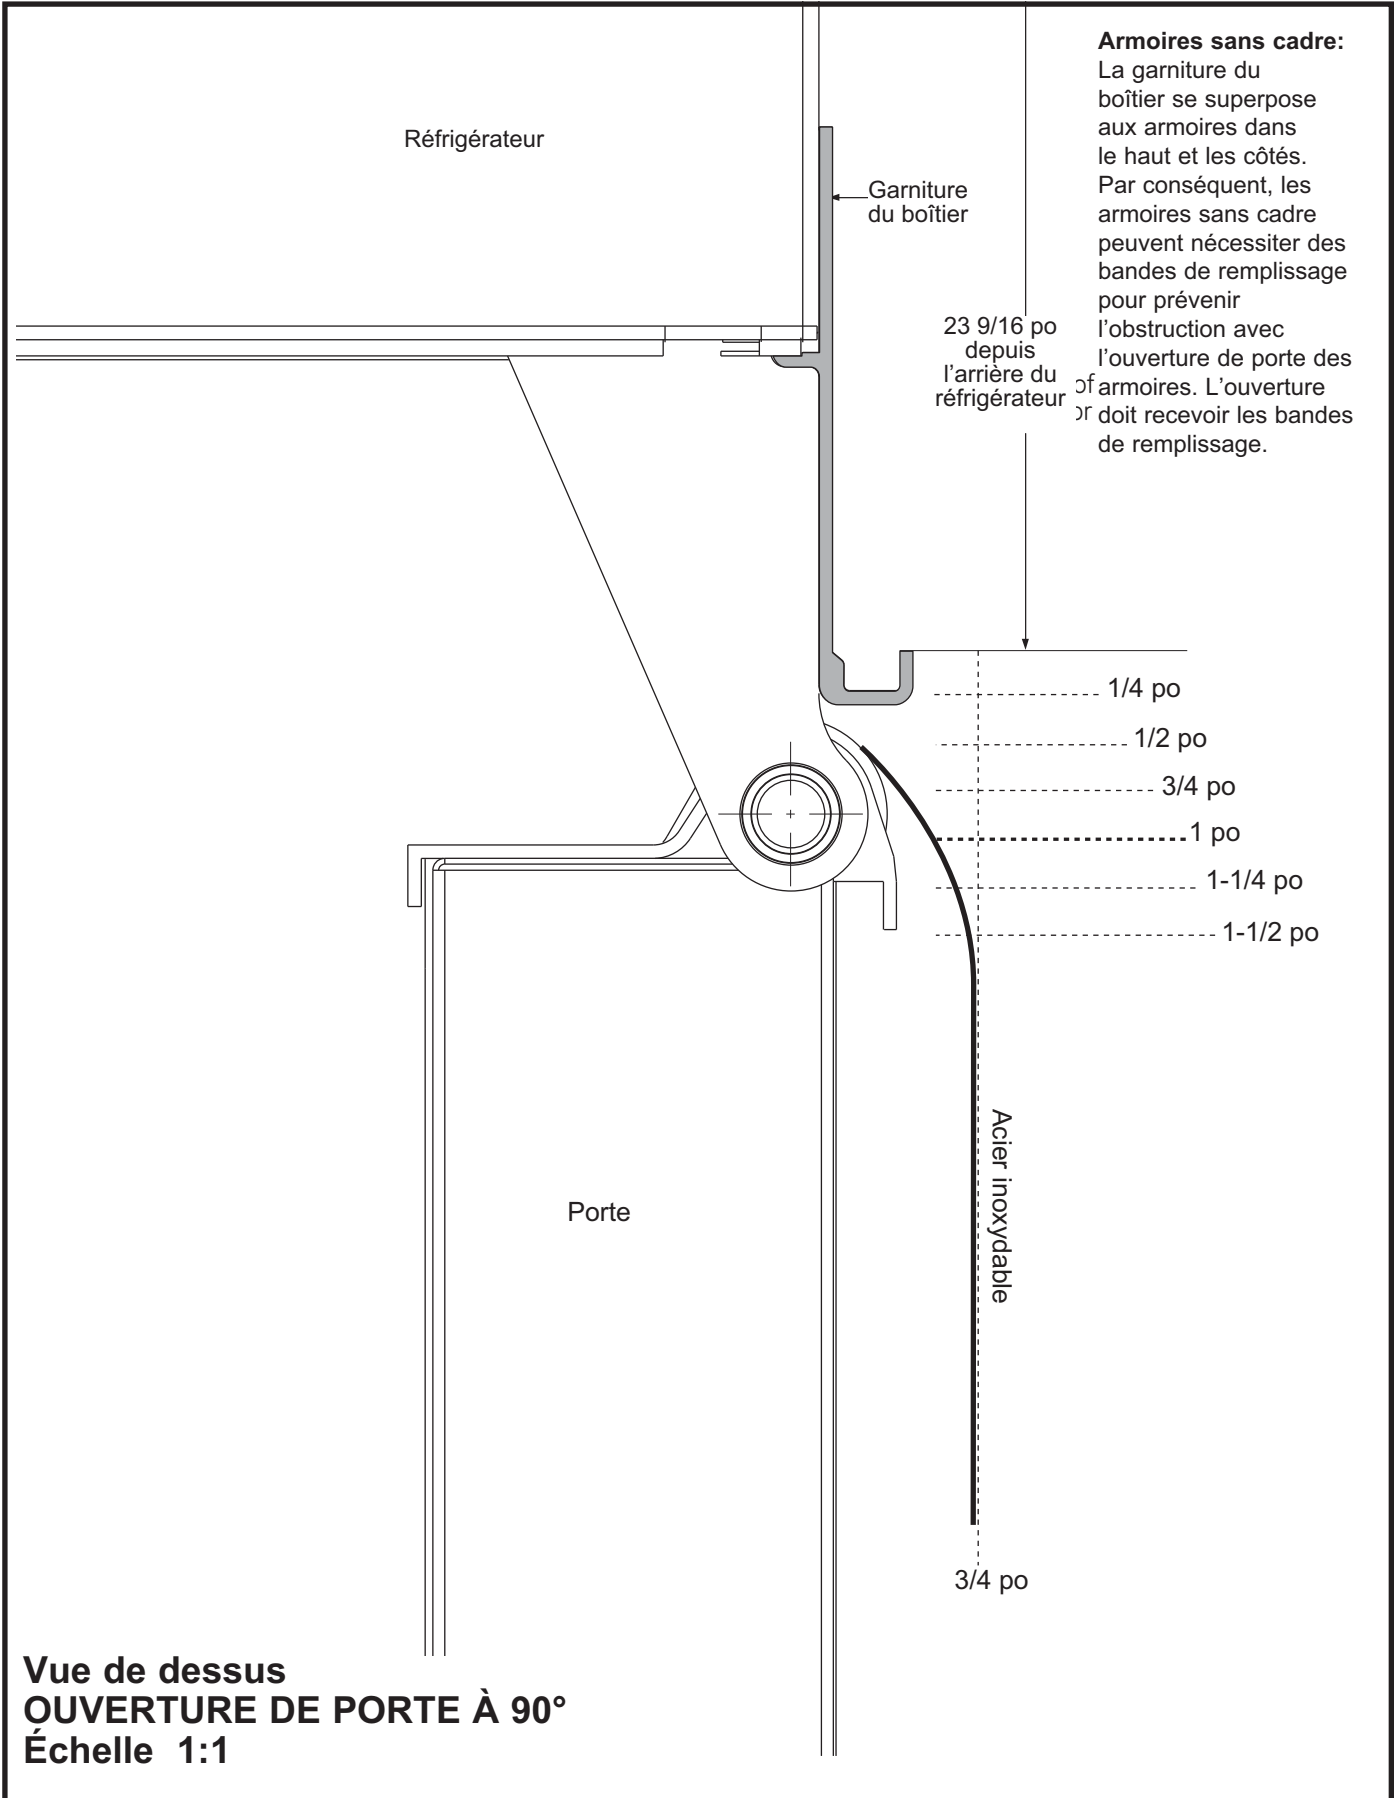 Réfrigérateur
Garniture
du boîtier
Armoires sans cadre:
La garniture du
boîtier se superpose
aux armoires dans
le haut et les côtés.
Par conséquent, les
armoires sans cadre
peuvent nécessiter des
bandes de remplissage
pour prévenir
l'obstruction avec
l'ouverture de porte des
armoires. L'ouverture
doit recevoir les bandes
de remplissage.
23 9/16 po
depuis
l'arrière du
réfrigérateur
of
or
1/4 po
1/2 po
3/4 po
1 po
1-1/4 po
1-1/2 po
Acier inoxydable
Porte
3/4 po
Vue de dessus
OUVERTURE DE PORTE À 90°
Échelle 1:1